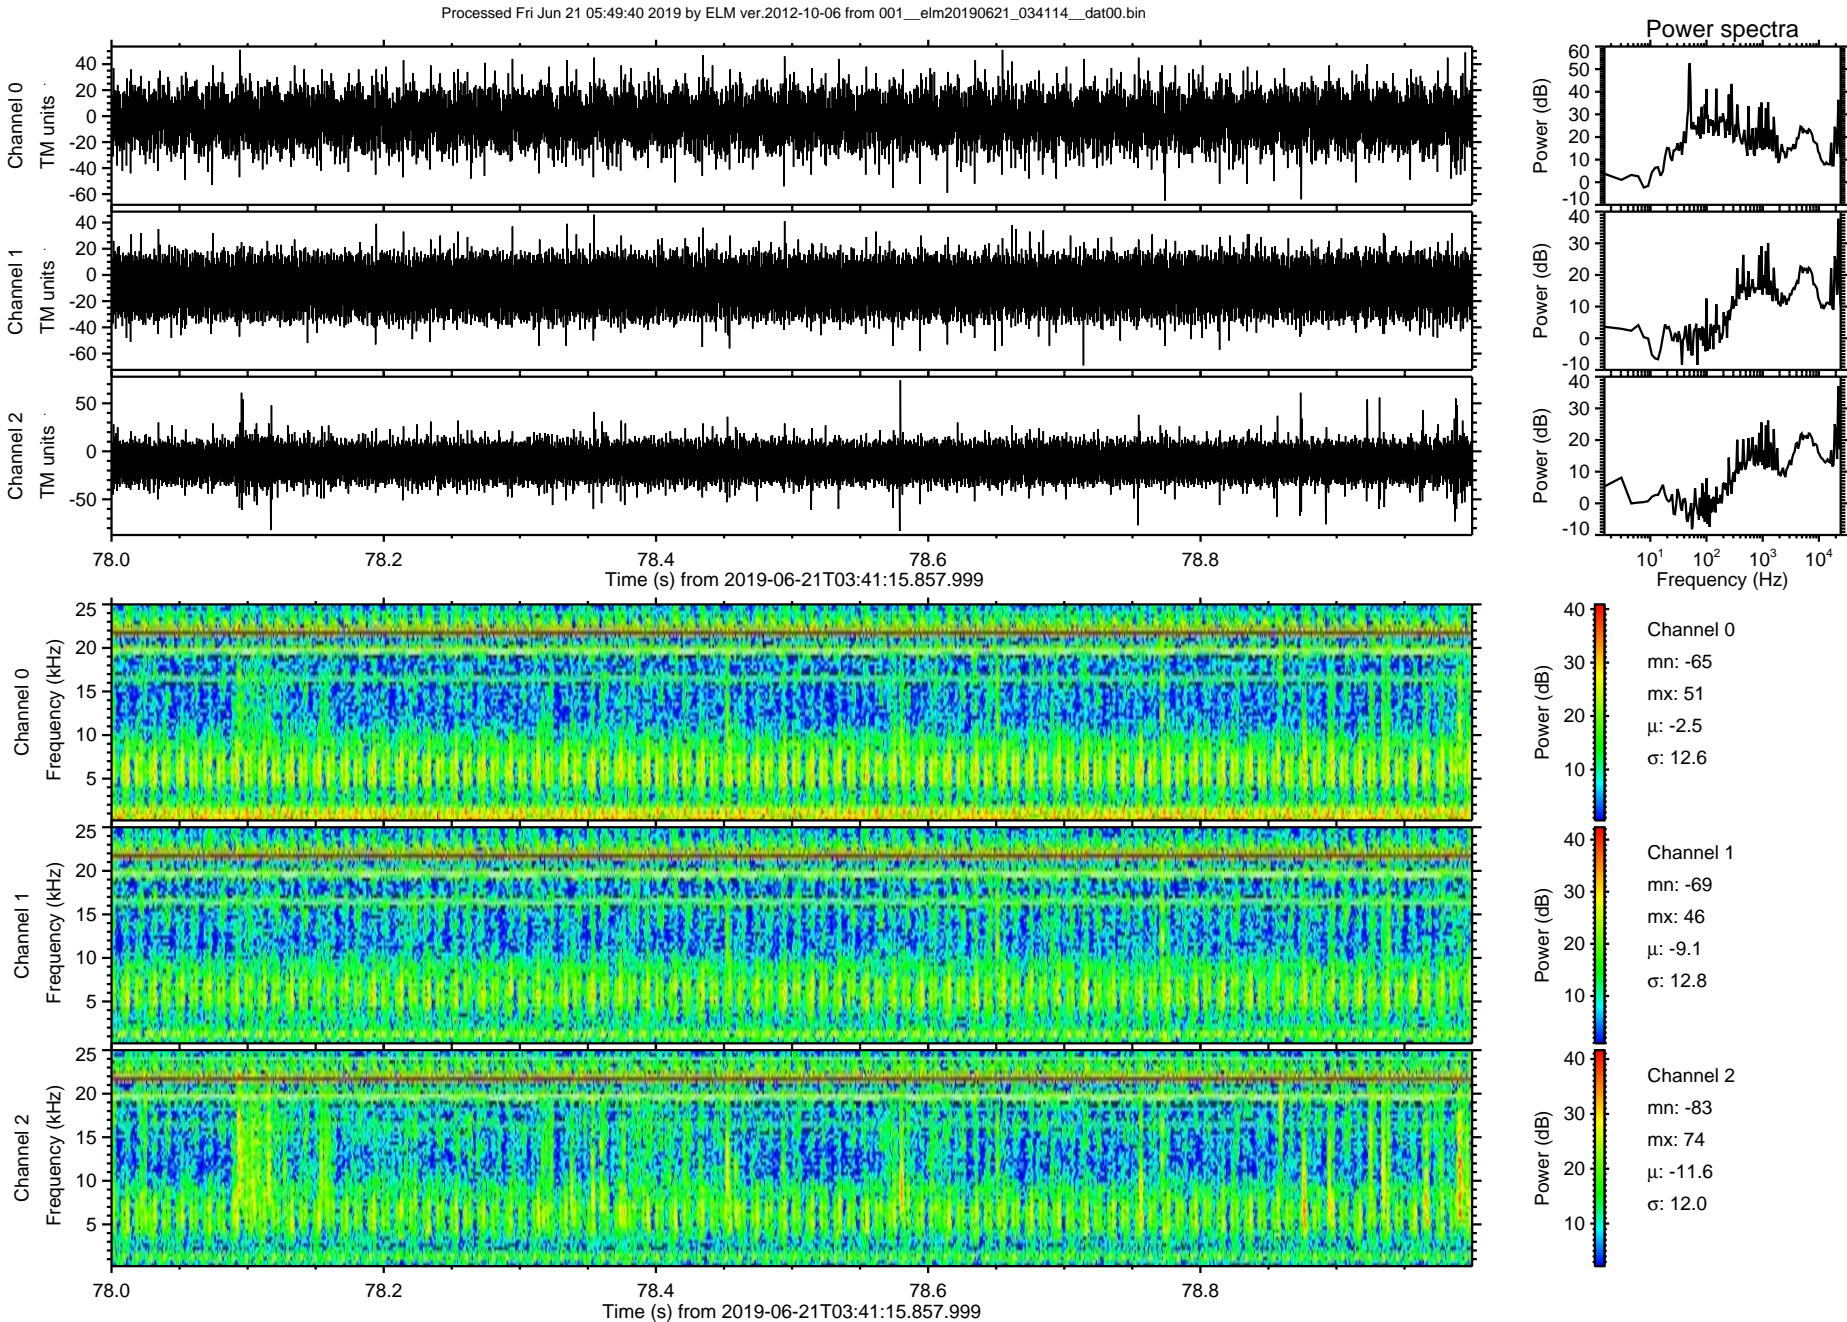 Processed Fri Jun 21 05:49:40 2019 by ELM ver.2012-10-06 from 001__elm20190621_034114__dat00.bin
Power spectra
Channel 0
TM units
40
20
0
-20
-40
-60
Power (dB)
60
50
40
30
20
10
0
-10
Channel 1
TM units
40
20
0
-20
-40
-60
Power (dB)
40
30
20
10
0
-10
Channel 2
TM units
50
0
-50
Power (dB)
40
30
20
10
0
-10
78.0 78.2 78.4 78.6 78.8
Time (s) from 2019-06-21T03:41:15.857.999
10^1 10^2 10^3 10^4
Frequency (Hz)
Channel 0
Frequency (kHz)
25
20
15
10
5
Power (dB)
40
30
20
10
Channel 0
mn: -65
mx: 51
μ: -2.5
σ: 12.6
Channel 1
Frequency (kHz)
25
20
15
10
5
Power (dB)
40
30
20
10
Channel 1
mn: -69
mx: 46
μ: -9.1
σ: 12.8
Channel 2
Frequency (kHz)
25
20
15
10
5
Power (dB)
40
30
20
10
Channel 2
mn: -83
mx: 74
μ: -11.6
σ: 12.0
78.0 78.2 78.4 78.6 78.8
Time (s) from 2019-06-21T03:41:15.857.999